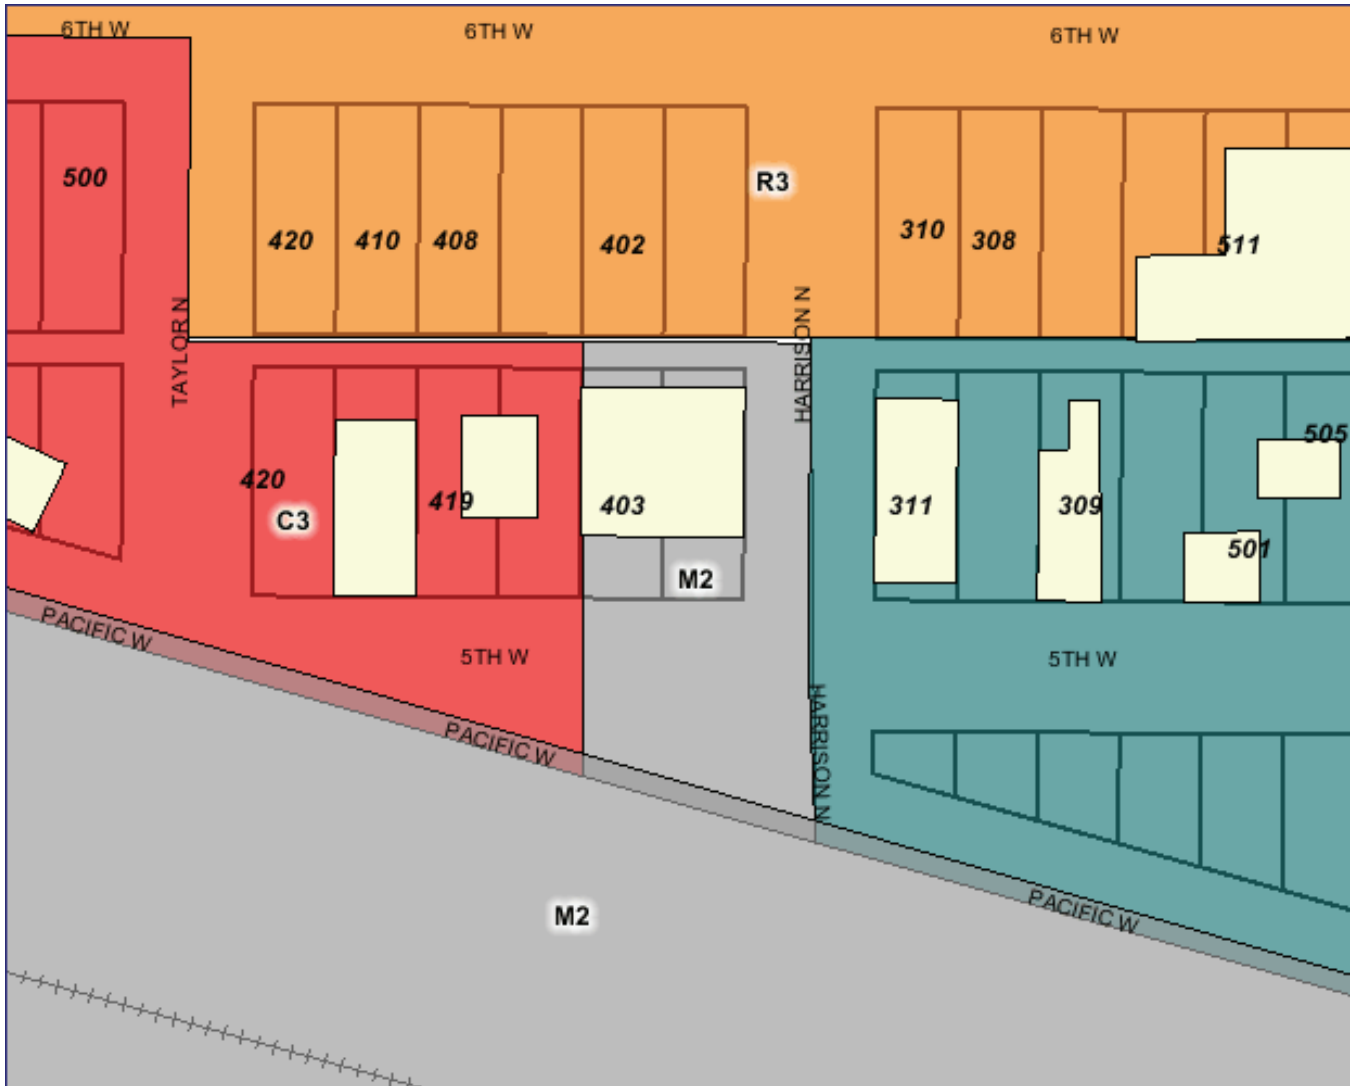 6TH W
6TH W
6TH W
500
R3
420
410
408
402
310
308
511
TAYLOR N
HARRISON N
505
420
C3
419
403
311
309
501
M2
PACIFIC W
5TH W
5TH W
HARRISON N
PACIFIC W
PACIFIC W
M2